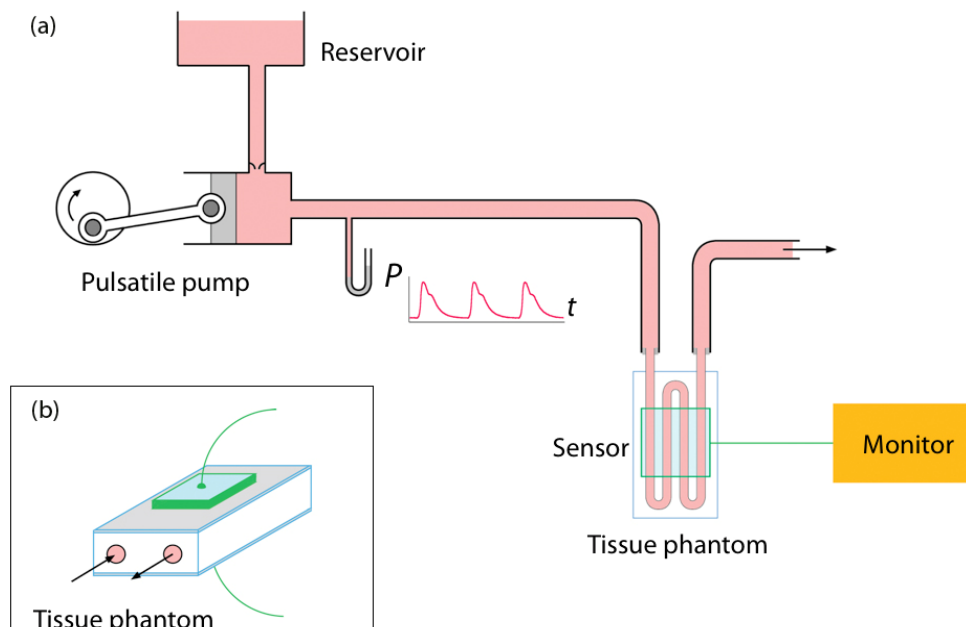 (a)
Reservoir
Pulsatile pump
P
t
Sensor
Monitor
Tissue phantom
(b)
Tissue phantom